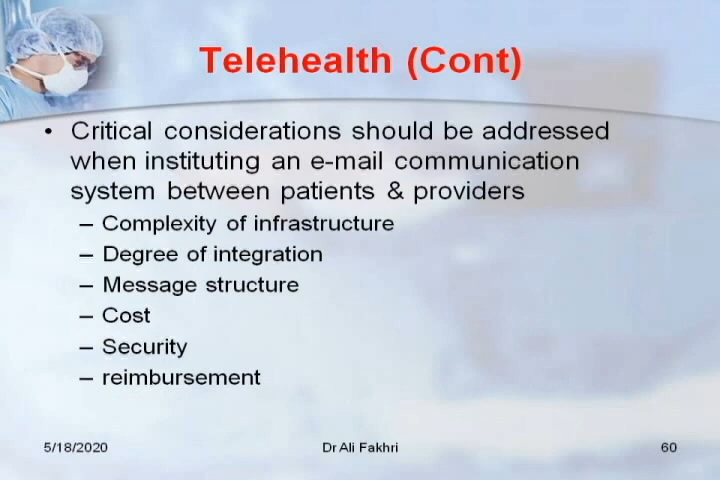 Telehealth (Cont)
• Critical considerations should be addressed
when instituting an e-mail communication
system between patients & providers
– Complexity of infrastructure
– Degree of integration
– Message structure
– Cost
– Security
– reimbursement
5/18/2020 Dr Ali Fakhri 60